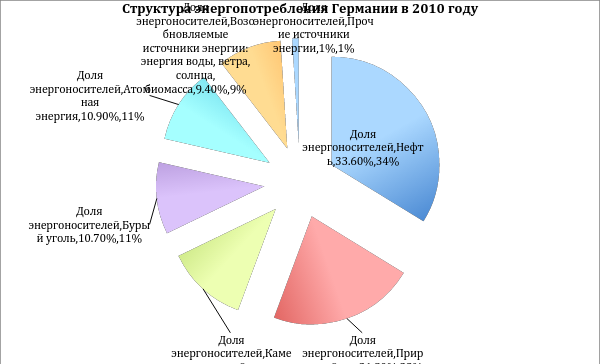 Структура энергопотребления Германии в 2010 году
Доля
энергоносителей,Возо
бновляемые
источники энергии:
энергия воды, ветра,
солнца,
биомасса,9.40%,9%
Доля
энергоносителей,Проч
ие источники
энергии,1%,1%
Доля
энергоносителей,Нефт
ь,33.60%,34%
Доля
энергоносителей,Атом
ная
энергия,10.90%,11%
Доля
энергоносителей,Буры
й уголь,10.70%,11%
Доля
энергоносителей,Каме
Доля
энергоносителей,Прир